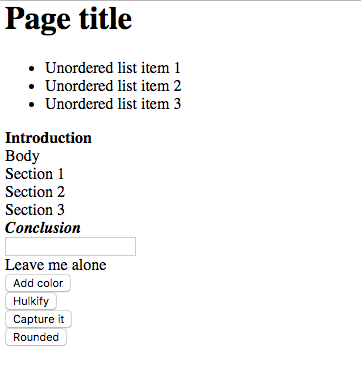 Page title
Unordered list item 1
Unordered list item 2
Unordered list item 3
Introduction
Body
Section 1
Section 2
Section 3
Conclusion
Leave me alone
Add color
Hulkify
Capture it
Rounded